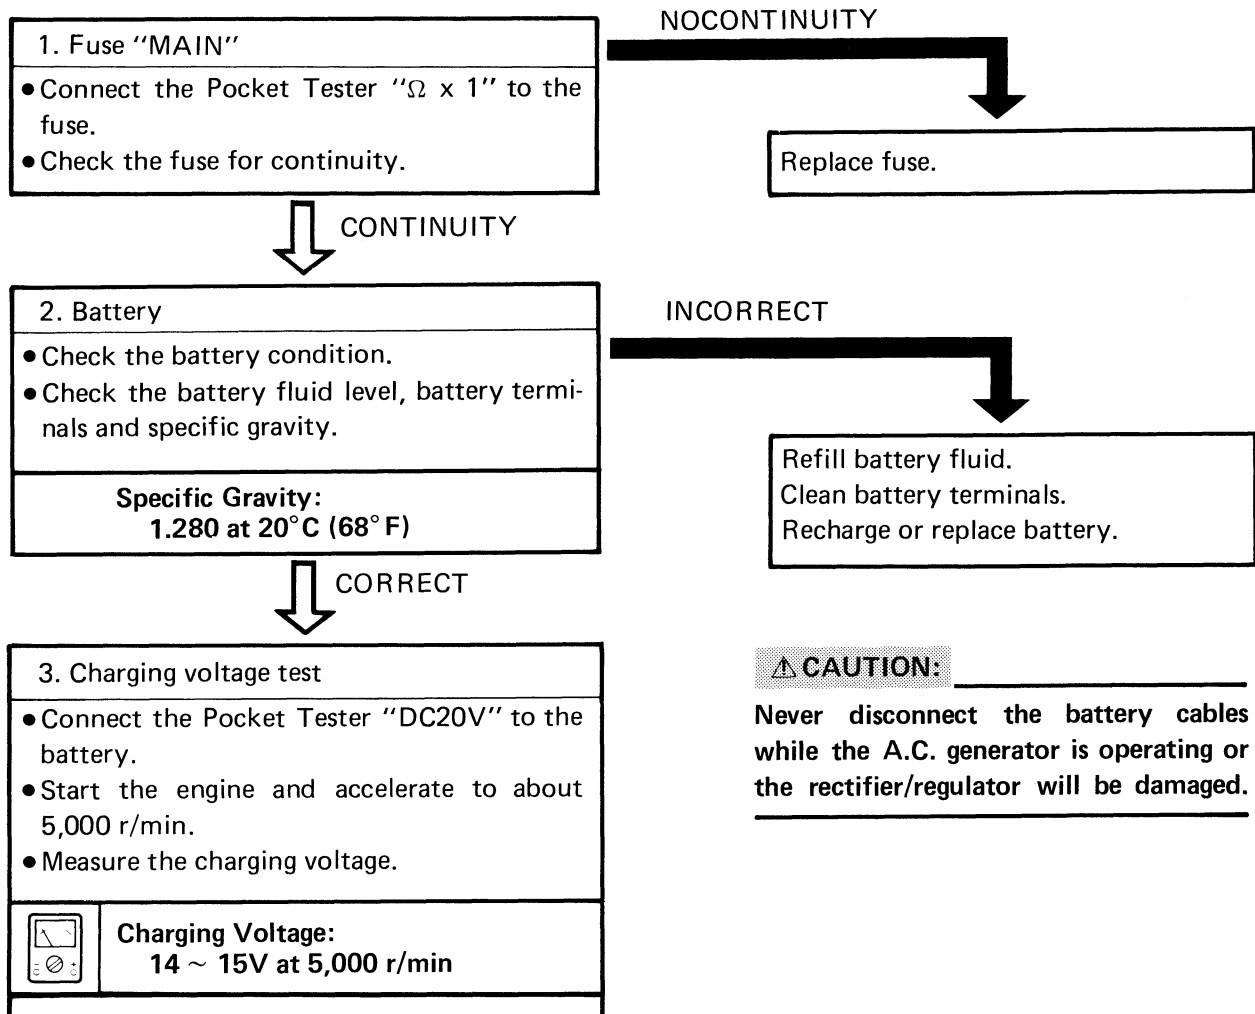 NOCONTINUITY
1. Fuse “MAIN”
●Connect the Pocket Tester “Ω x 1” to the
fuse.
●Check the fuse for continuity.
Replace fuse.
CONTINUITY
2. Battery
INCORRECT
●Check the battery condition.
●Check the battery fluid level, battery termi-
nals and specific gravity.
Specific Gravity:
1.280 at 20°C (68°F)
Refill battery fluid.
Clean battery terminals.
Recharge or replace battery.
CORRECT
3. Charging voltage test
●Connect the Pocket Tester “DC20V” to the
battery.
●Start the engine and accelerate to about
5,000 r/min.
●Measure the charging voltage.
Charging Voltage:
14 ~ 15V at 5,000 r/min
⚠ CAUTION:
Never disconnect the battery cables
while the A.C. generator is operating or
the rectifier/regulator will be damaged.